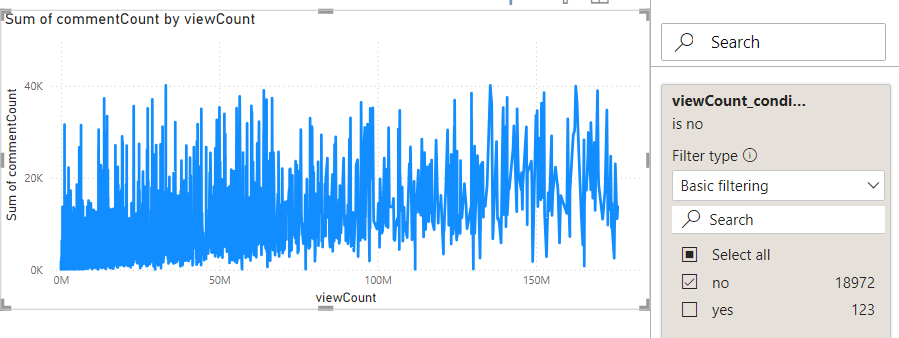 Sum of commentCount by viewCount
Sum of commentCount
40K
20K
0K
0M
50M
100M
150M
viewCount
Search
viewCount_condi...
is no
Filter type
Basic filtering
Search
Select all
no 18972
yes 123